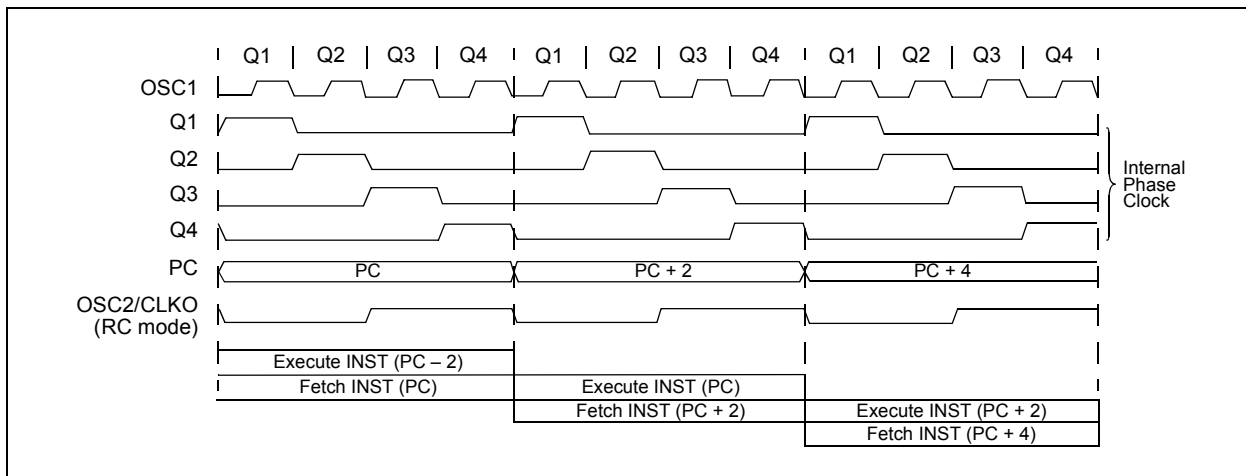 Q1 Q2 Q3 Q4 Q1 Q2 Q3 Q4 Q1 Q2 Q3 Q4
OSC1
Q1
Q2
Q3
Q4
Internal
Phase
Clock
PC PC PC + 2 PC + 4
OSC2/CLKO
(RC mode)
Execute INST (PC – 2)
Fetch INST (PC) Execute INST (PC)
Fetch INST (PC + 2) Execute INST (PC + 2)
Fetch INST (PC + 4)